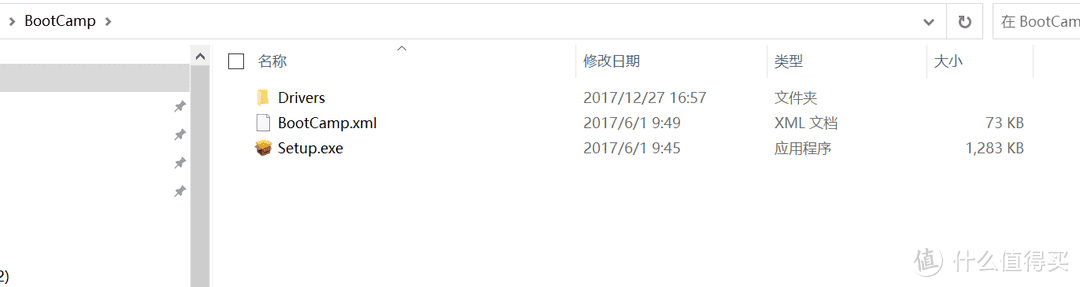 BootCamp
在 BootCam
名称 修改日期 类型 大小
Drivers 2017/12/27 16:57 文件夹
BootCamp.xml 2017/6/1 9:49 XML 文档 73 KB
Setup.exe 2017/6/1 9:45 应用程序 1,283 KB
2)
值 什么值得买